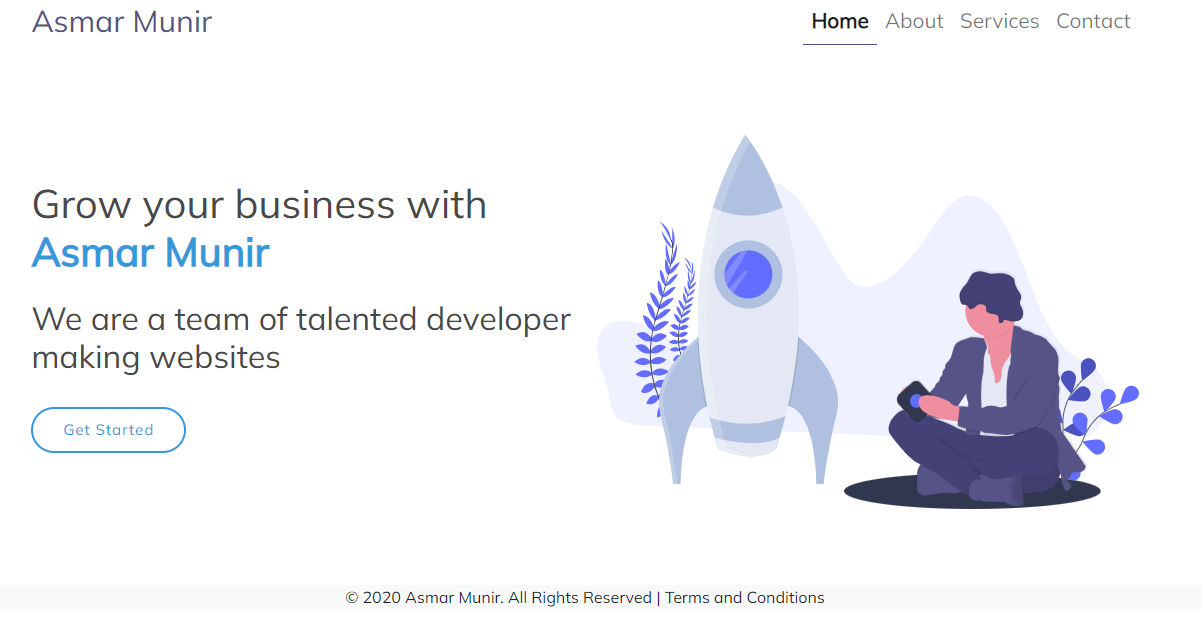 Asmar Munir
Home About Services Contact
Grow your business with
Asmar Munir
We are a team of talented developer
making websites
Get Started
© 2020 Asmar Munir. All Rights Reserved | Terms and Conditions